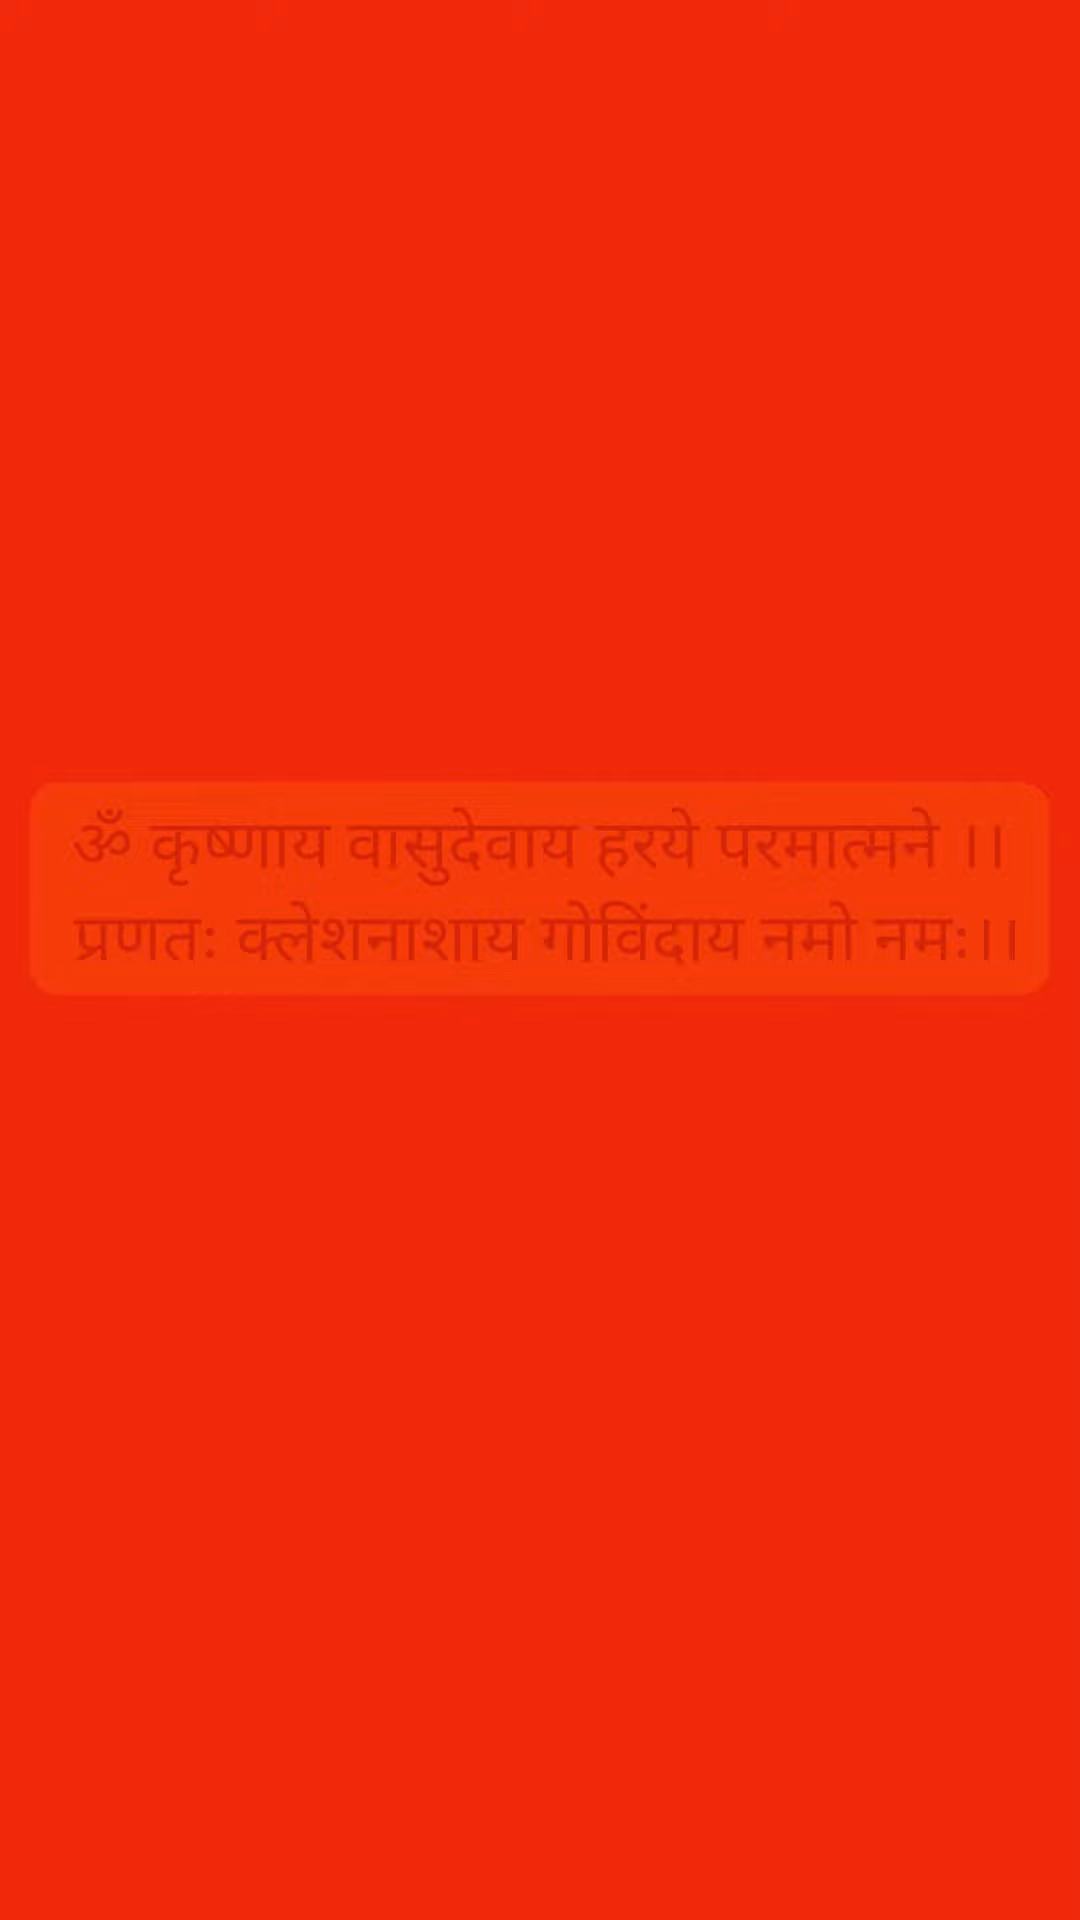 ॐ कृष्णाय वासुदेवाय हरये परमात्मने ।।
प्रणतः क्लेशनाशाय गोविंदाय नमो नमः।।